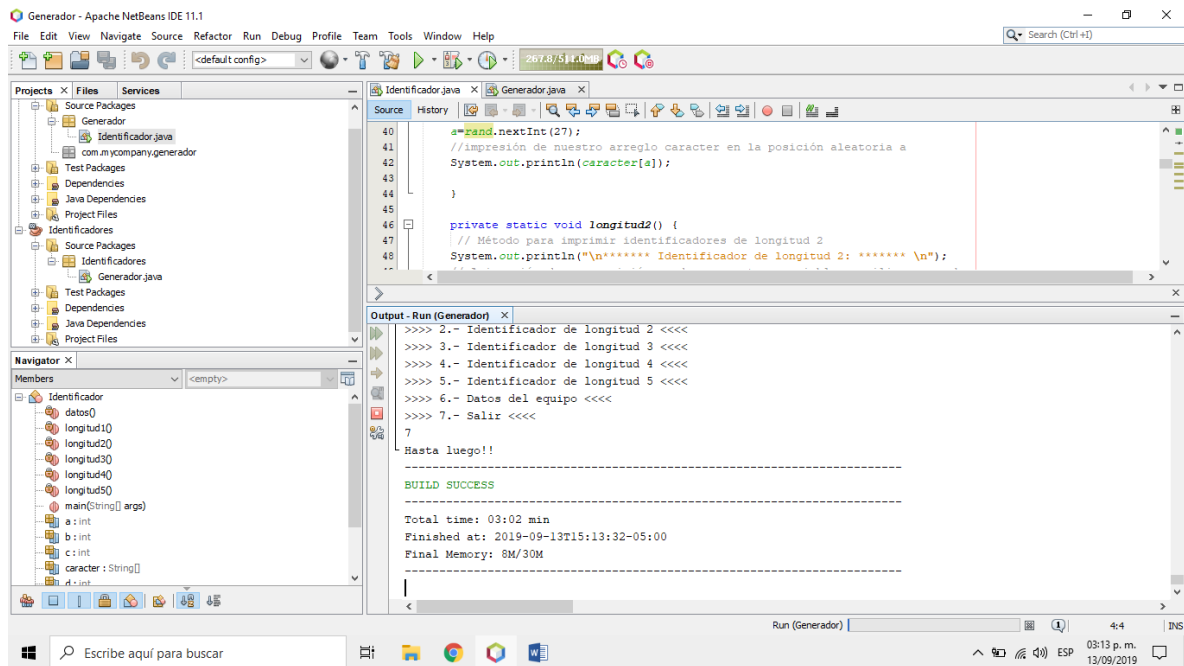 Generador - Apache NetBeans IDE 11.1
File Edit View Navigate Source Refactor Run Debug Profile Team Tools Window Help
Search (Ctrl+I)
<default config>
267.8/511.0MB
Projects Files Services
Source Packages
Generador
Identificador.java
com.mycompany.generador
Test Packages
Dependencies
Java Dependencies
Project Files
Identificadores
Source Packages
Identificadores
Generador.java
Test Packages
Dependencies
Java Dependencies
Project Files
Navigator
Members <empty>
Identificador
datos()
longitud1()
longitud2()
longitud3()
longitud4()
longitud5()
main(String[] args)
a : int
b : int
c : int
caracter : String[]
d : int
Identificador.java Generador.java
Source History
40 a=rand.nextInt(27);
41 //impresión de nuestro arreglo caracter en la posición aleatoria a
42 System.out.println(caracter[a]);
43
44 }
45
46 private static void longitud2() {
47 // Método para imprimir identificadores de longitud 2
48 System.out.println("\n******* Identificador de longitud 2: ******* \n");
Output - Run (Generador)
>>>> 2.- Identificador de longitud 2 <<<<
>>>> 3.- Identificador de longitud 3 <<<<
>>>> 4.- Identificador de longitud 4 <<<<
>>>> 5.- Identificador de longitud 5 <<<<
>>>> 6.- Datos del equipo <<<<
>>>> 7.- Salir <<<<
7
Hasta luego!!
------------------------------------------------------------------------
BUILD SUCCESS
------------------------------------------------------------------------
Total time: 03:02 min
Finished at: 2019-09-13T15:13:32-05:00
Final Memory: 8M/30M
------------------------------------------------------------------------
Run (Generador) 4:4 INS
Escribe aquí para buscar
ESP
03:13 p. m.
13/09/2019